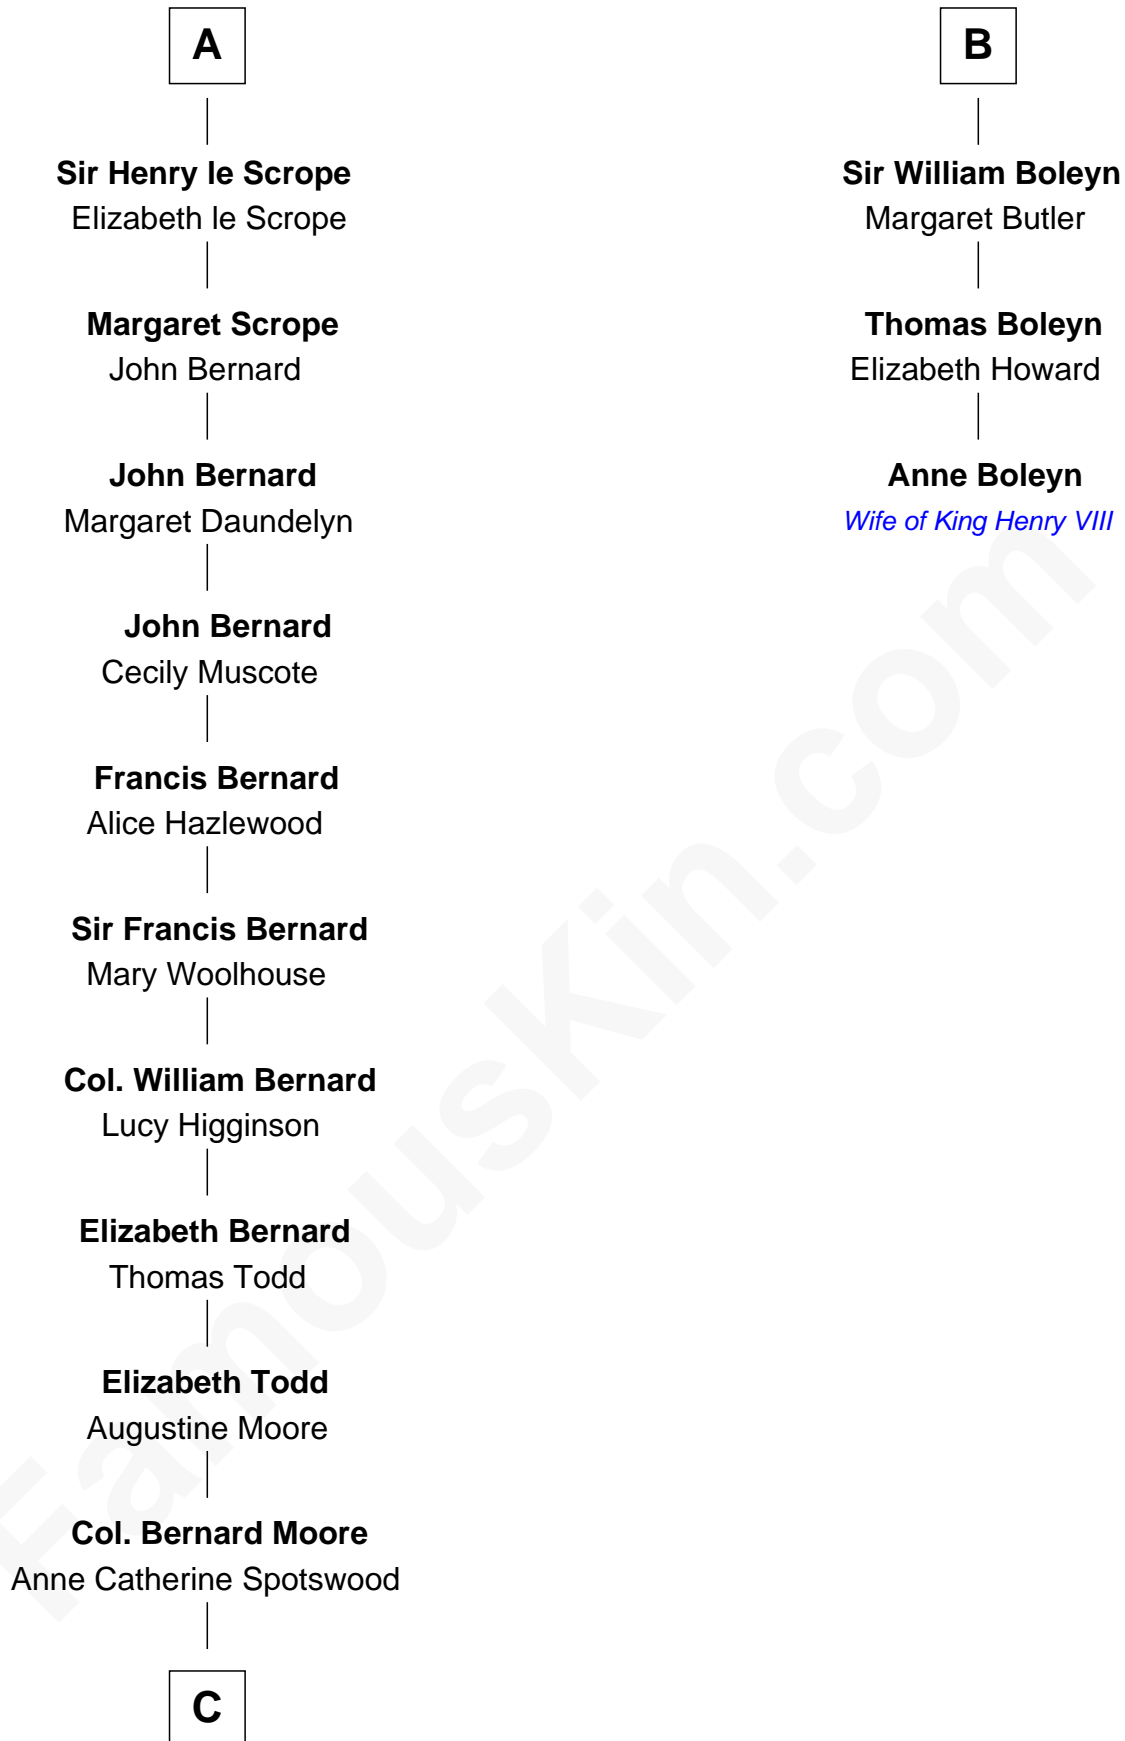 A
Sir Henry le Scrope
Elizabeth le Scrope
Margaret Scrope
John Bernard
John Bernard
Margaret Daundelyn
John Bernard
Cecily Muscote
Francis Bernard
Alice Hazlewood
Sir Francis Bernard
Mary Woolhouse
Col. William Bernard
Lucy Higginson
Elizabeth Bernard
Thomas Todd
Elizabeth Todd
Augustine Moore
Col. Bernard Moore
Anne Catherine Spotswood
C
B
Sir William Boleyn
Margaret Butler
Thomas Boleyn
Elizabeth Howard
Anne Boleyn
Wife of King Henry VIII
FamousKin.com